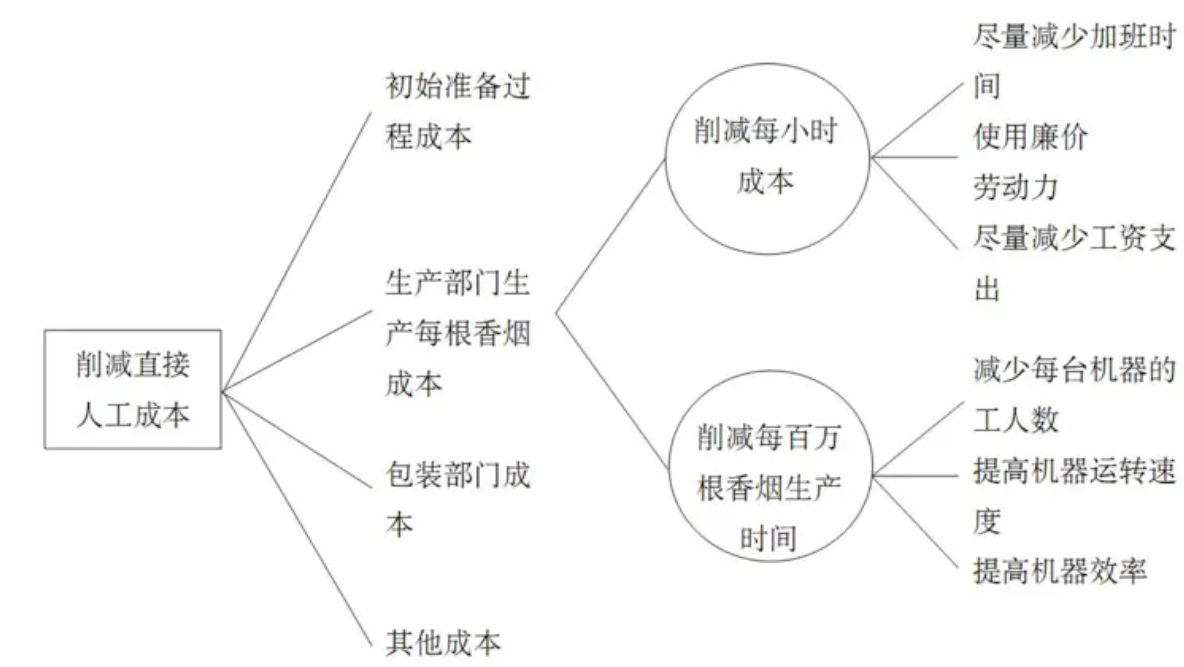 削减直接
人工成本
初始准备过
程成本
生产部门生
产每根香烟
成本
包装部门成
本
其他成本
削减每小时
成本
削减每百万
根香烟生产
时间
尽量减少加班时
间
使用廉价
劳动力
尽量减少工资支
出
减少每台机器的
工人数
提高机器运转速
度
提高机器效率